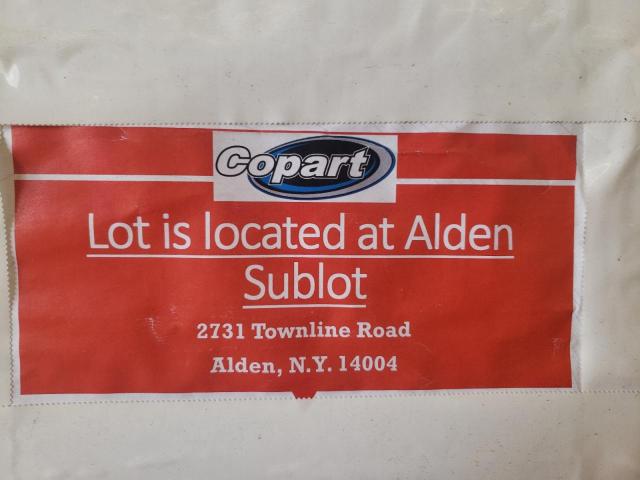 Copart
Lot is located at Alden
Sublot
2731 Townline Road
Alden, N.Y. 14004